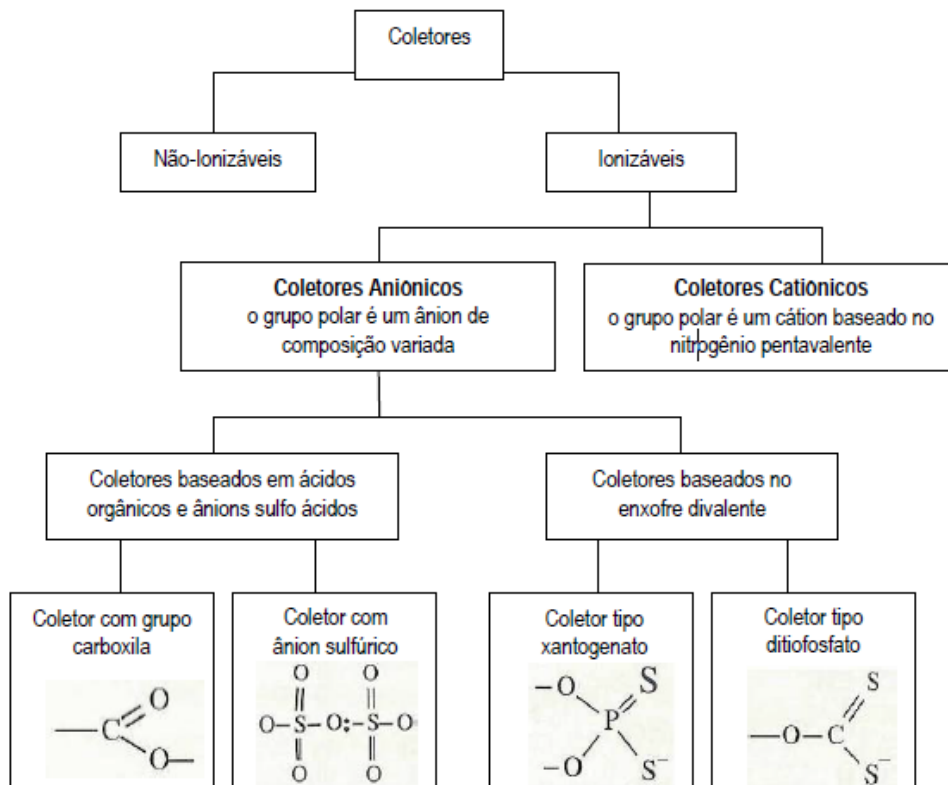 Coletores
Não-Ionizáveis
Ionizáveis
Coletores Aniônicos
o grupo polar é um ânion de
composição variada
Coletores Catiônicos
o grupo polar é um cátion baseado no
nitrogênio pentavalente
Coletores baseados em ácidos
orgânicos e ânions sulfo ácidos
Coletores baseados no
enxofre divalente
Coletor com grupo
carboxila
O
C
O
Coletor com
ânion sulfúrico
O O
O–S–O:S–O
O O
Coletor tipo
xantogenato
–O S
P
–O S⁻
Coletor tipo
ditiofosfato
S
–O–C
S⁻